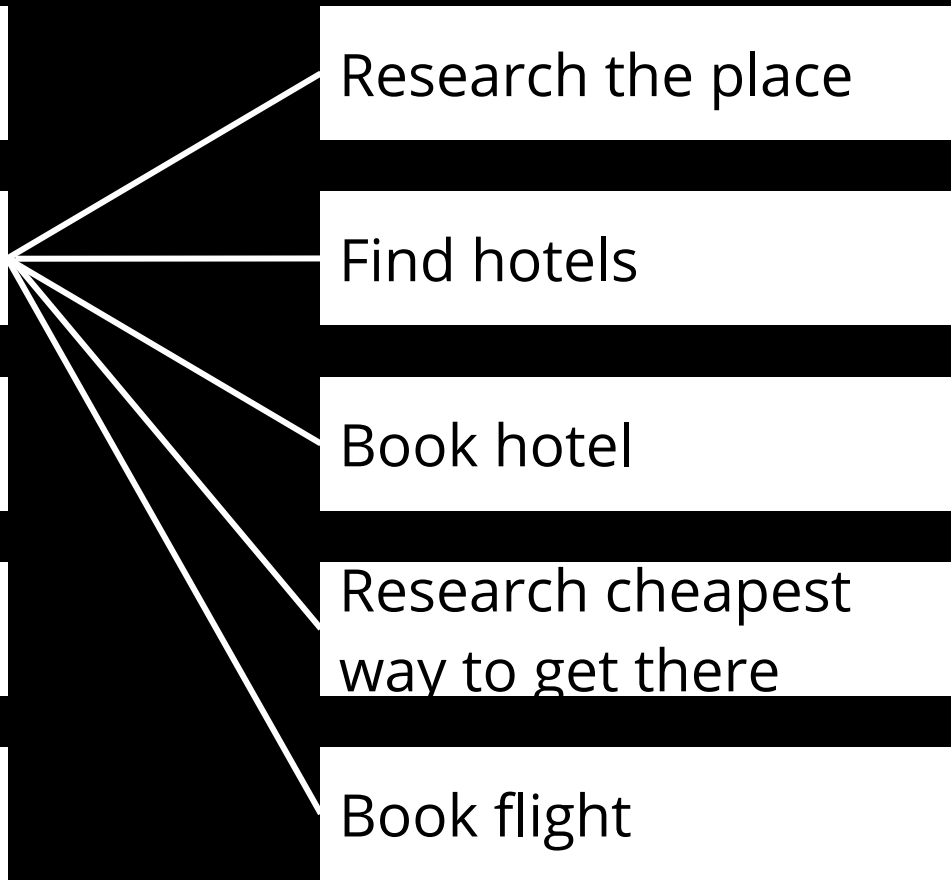 Research the place
Find hotels
Book hotel
Research cheapest
way to get there
Book flight